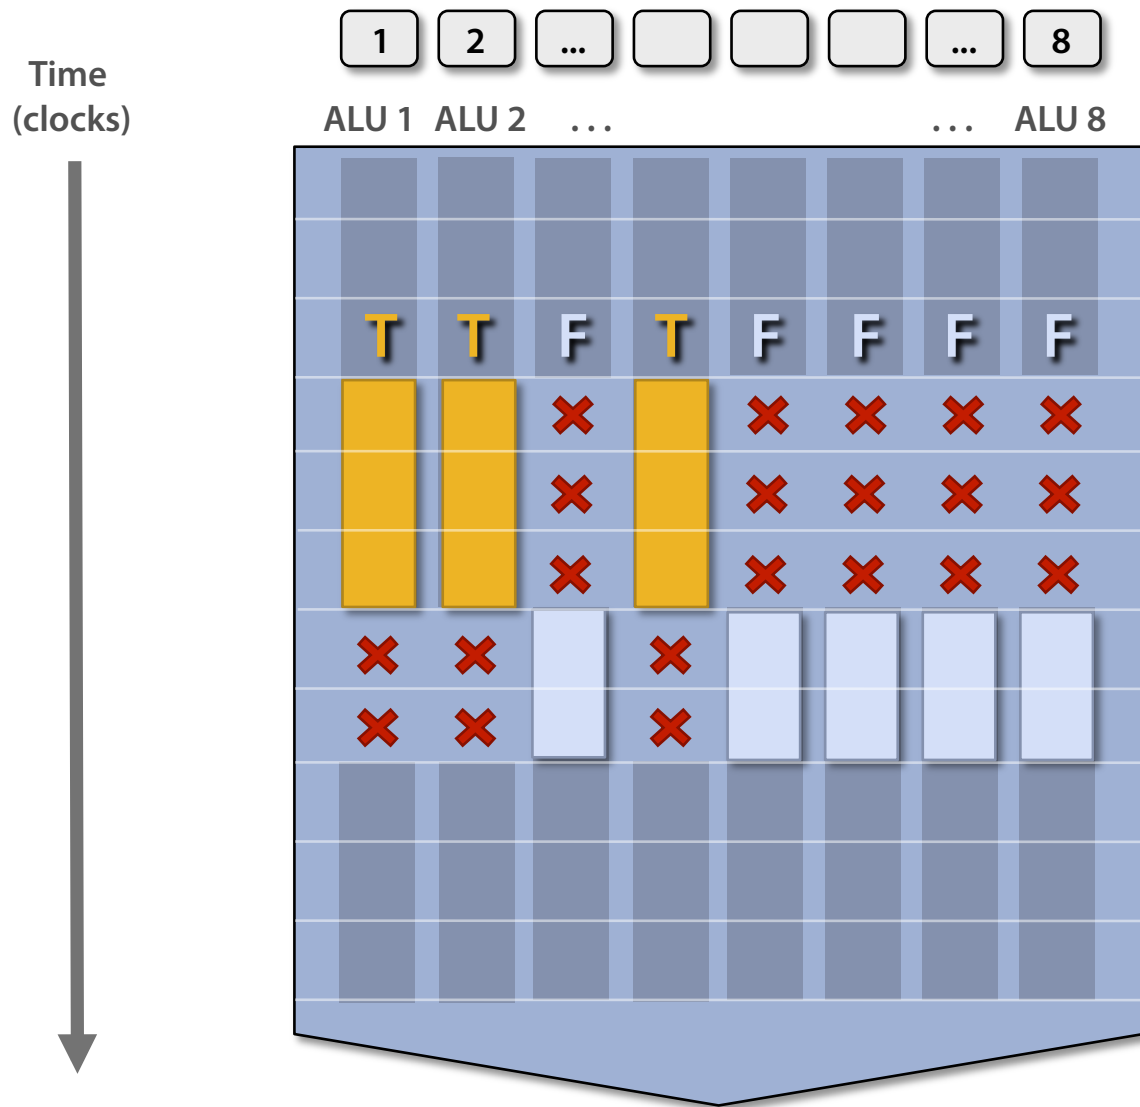 1 2 ... ... 8
Time
(clocks)
ALU 1 ALU 2 ... ... ALU 8
T T F T F F F F